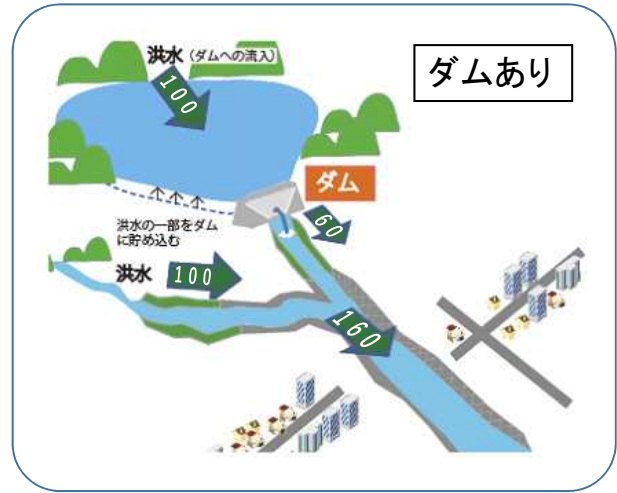 洪水（ダムへの流入）
ダムあり
100
ダム
60
洪水の一部をダム
に貯め込む
洪水 100
160